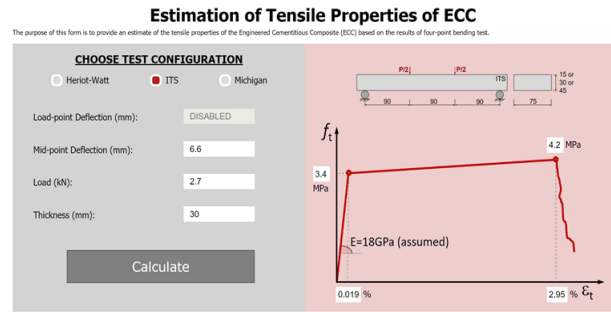 Estimation of Tensile Properties of ECC
The purpose of this form is to provide an estimate of the tensile properties of the Engineered Cementitious Composite (ECC) based on the results of four-point bending test.
CHOOSE TEST CONFIGURATION
Heriot-Watt
ITS
Michigan
Load-point Deflection (mm):
DISABLED
Mid-point Deflection (mm):
6.6
Load (kN):
2.7
Thickness (mm):
30
Calculate
P/2
P/2
ITS
15 or
30 or
45
90
90
90
75
fₜ
4.2 MPa
3.4
MPa
E=18GPa (assumed)
0.019 %
2.95 % Ɛₜ